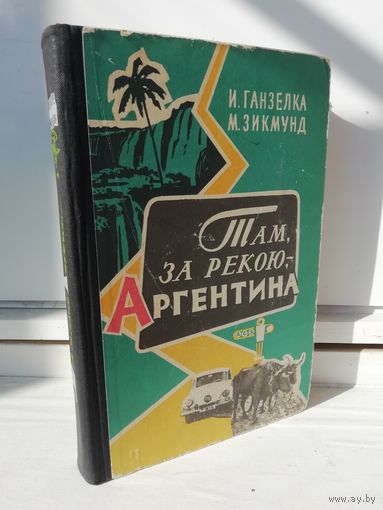 И. ГАНЗЕЛКА
М. ЗИКМУНД
ТАМ,
ЗА РЕКОЮ,-
АРГЕНТИНА
www.ay.by